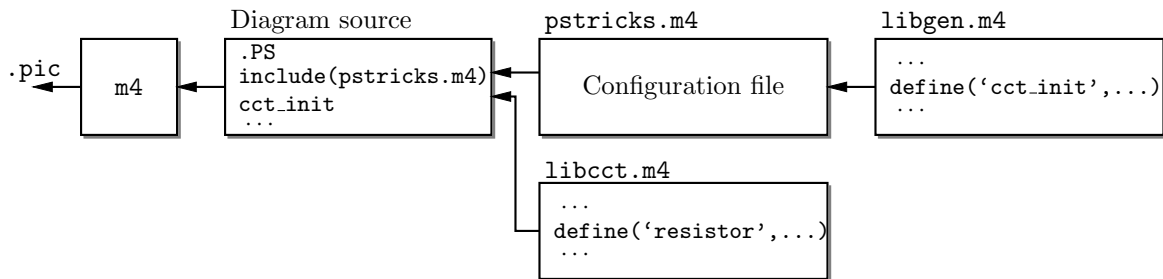 .pic
m4
Diagram source
.PS
include(pstricks.m4)
cct_init
...
pstricks.m4
Configuration file
libgen.m4
...
define(‘cct_init’,...)
...
libcct.m4
...
define(‘resistor’,...)
...